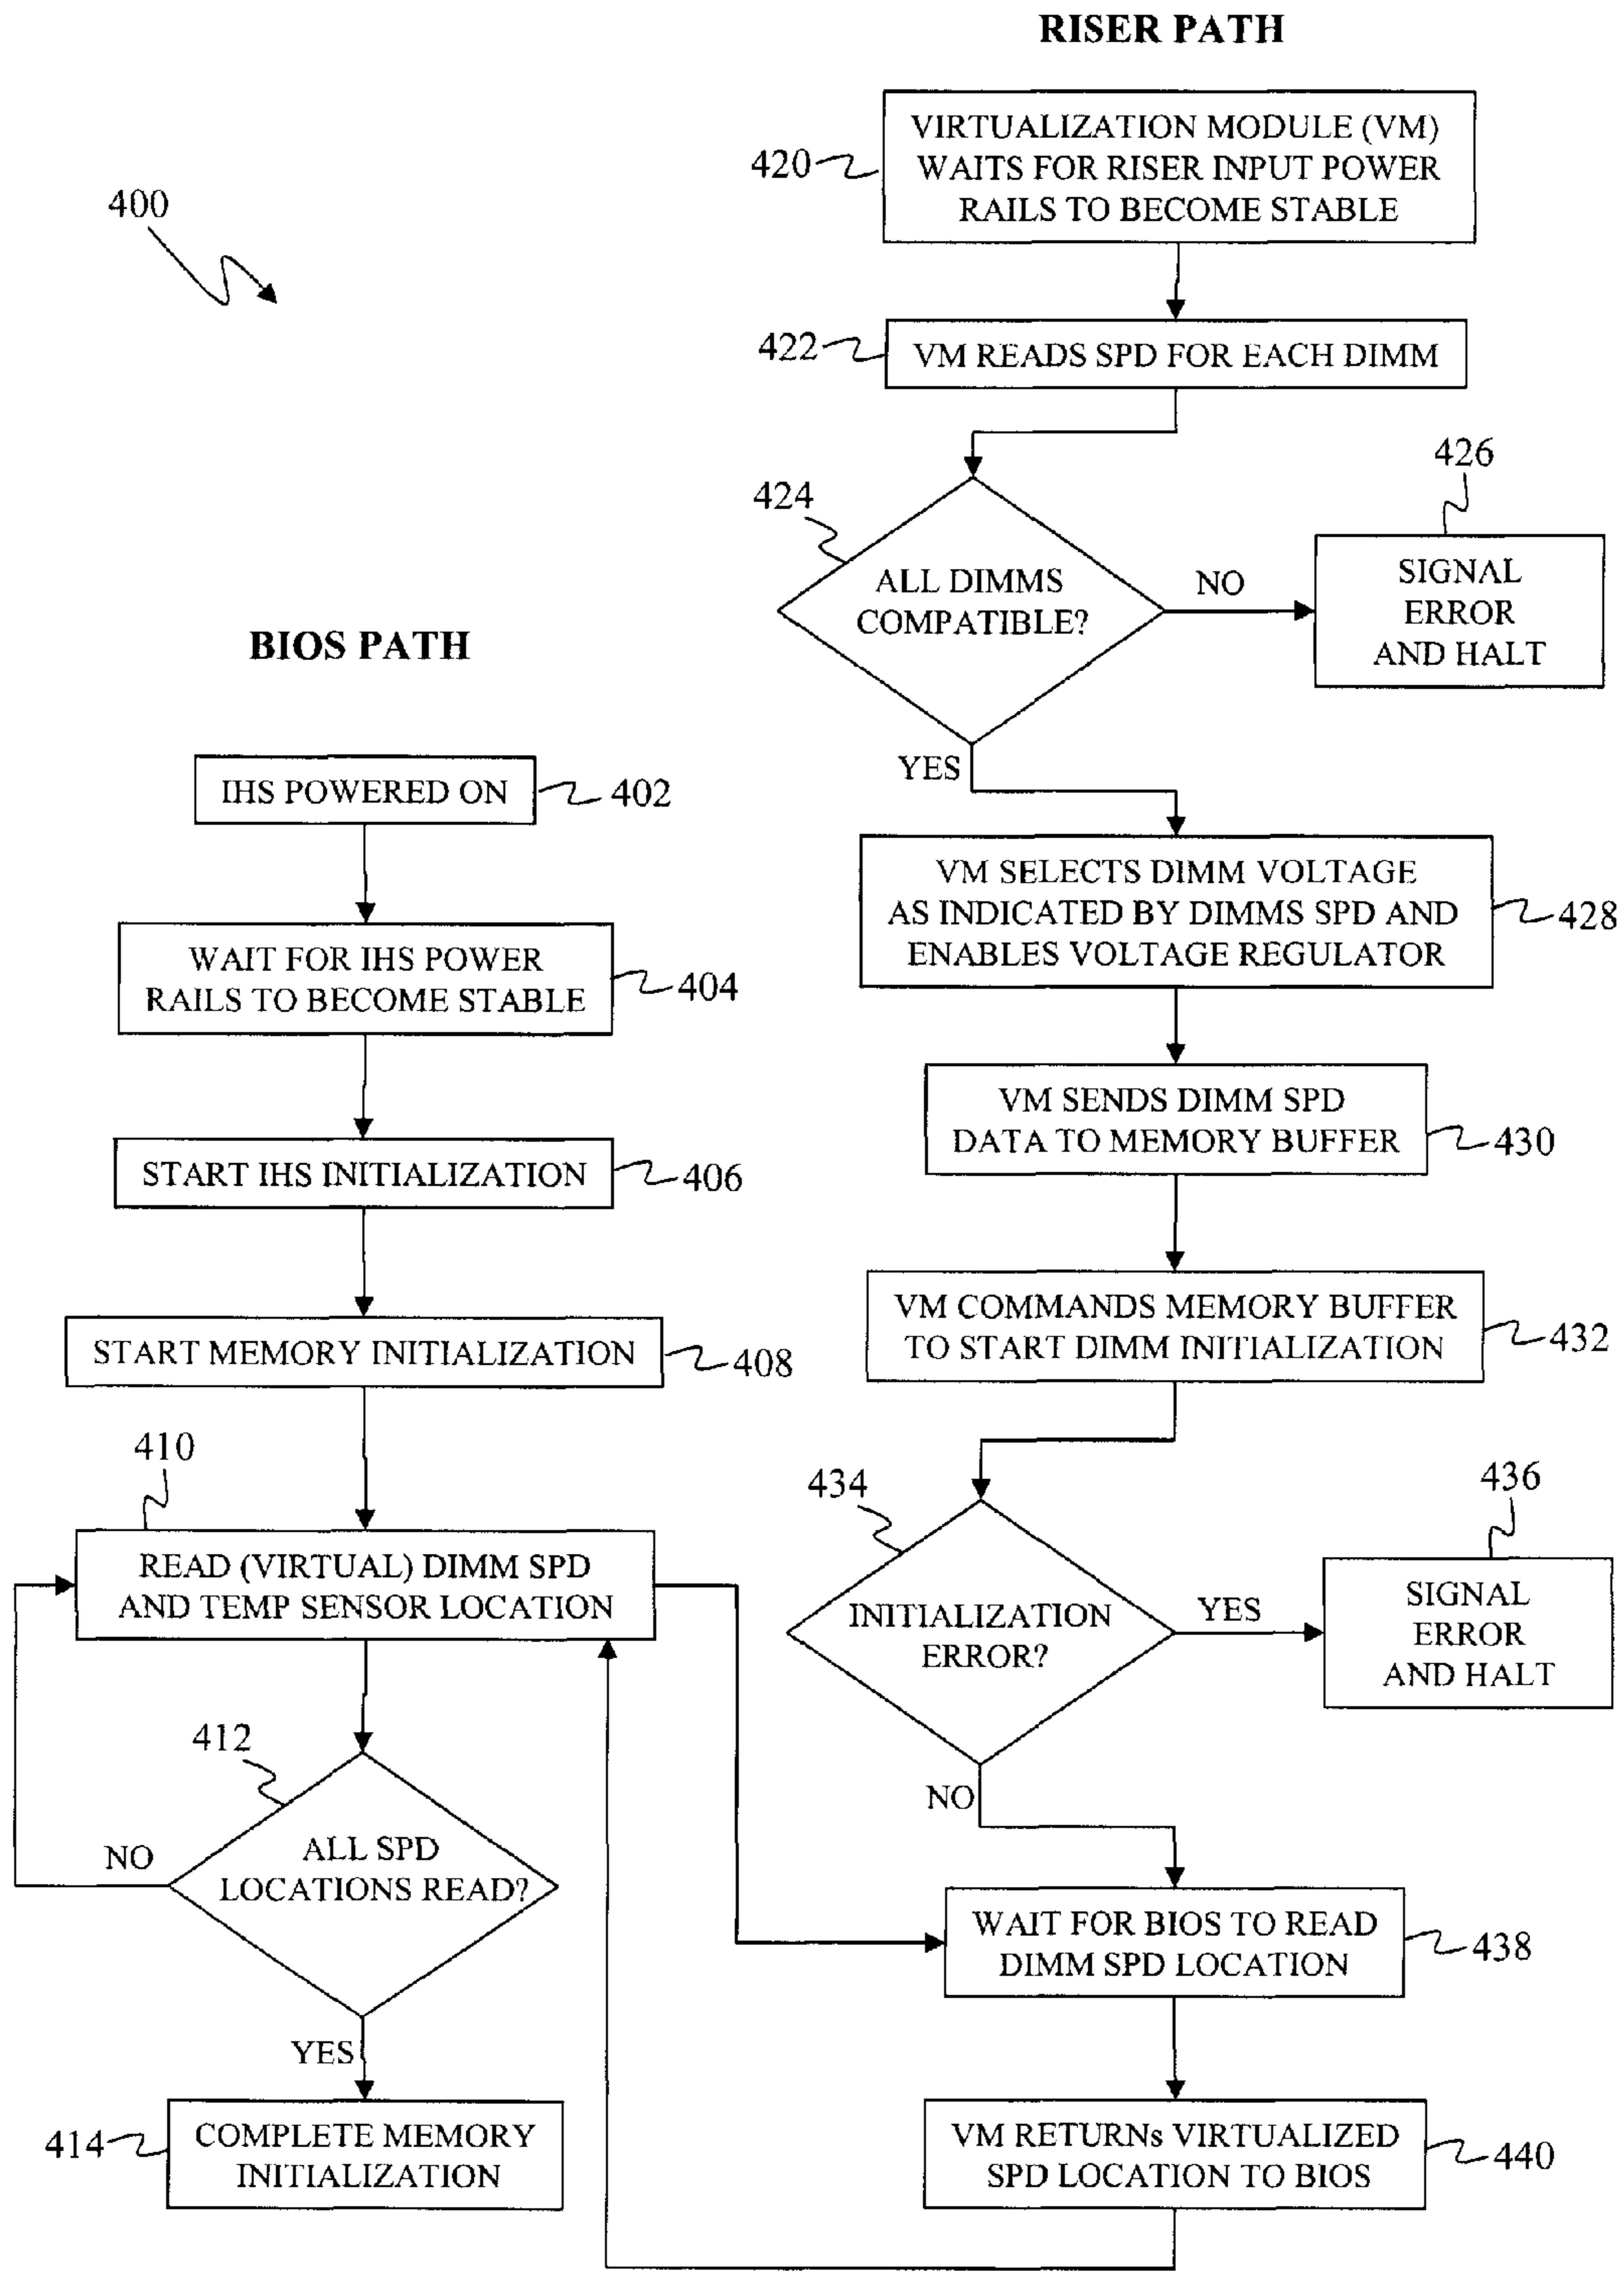 RISER PATH
VIRTUALIZATION MODULE (VM)
WAITS FOR RISER INPUT POWER
RAILS TO BECOME STABLE
420
400
422
VM READS SPD FOR EACH DIMM
426
424
ALL DIMMS
COMPATIBLE?
NO
SIGNAL
ERROR
AND HALT
YES
VM SELECTS DIMM VOLTAGE
AS INDICATED BY DIMMS SPD AND
ENABLES VOLTAGE REGULATOR
428
VM SENDS DIMM SPD
DATA TO MEMORY BUFFER
430
VM COMMANDS MEMORY BUFFER
TO START DIMM INITIALIZATION
432
434
436
INITIALIZATION
ERROR?
YES
SIGNAL
ERROR
AND HALT
NO
WAIT FOR BIOS TO READ
DIMM SPD LOCATION
438
VM RETURNs VIRTUALIZED
SPD LOCATION TO BIOS
440
BIOS PATH
IHS POWERED ON
402
WAIT FOR IHS POWER
RAILS TO BECOME STABLE
404
START IHS INITIALIZATION
406
START MEMORY INITIALIZATION
408
410
READ (VIRTUAL) DIMM SPD
AND TEMP SENSOR LOCATION
412
ALL SPD
LOCATIONS READ?
NO
YES
414
COMPLETE MEMORY
INITIALIZATION